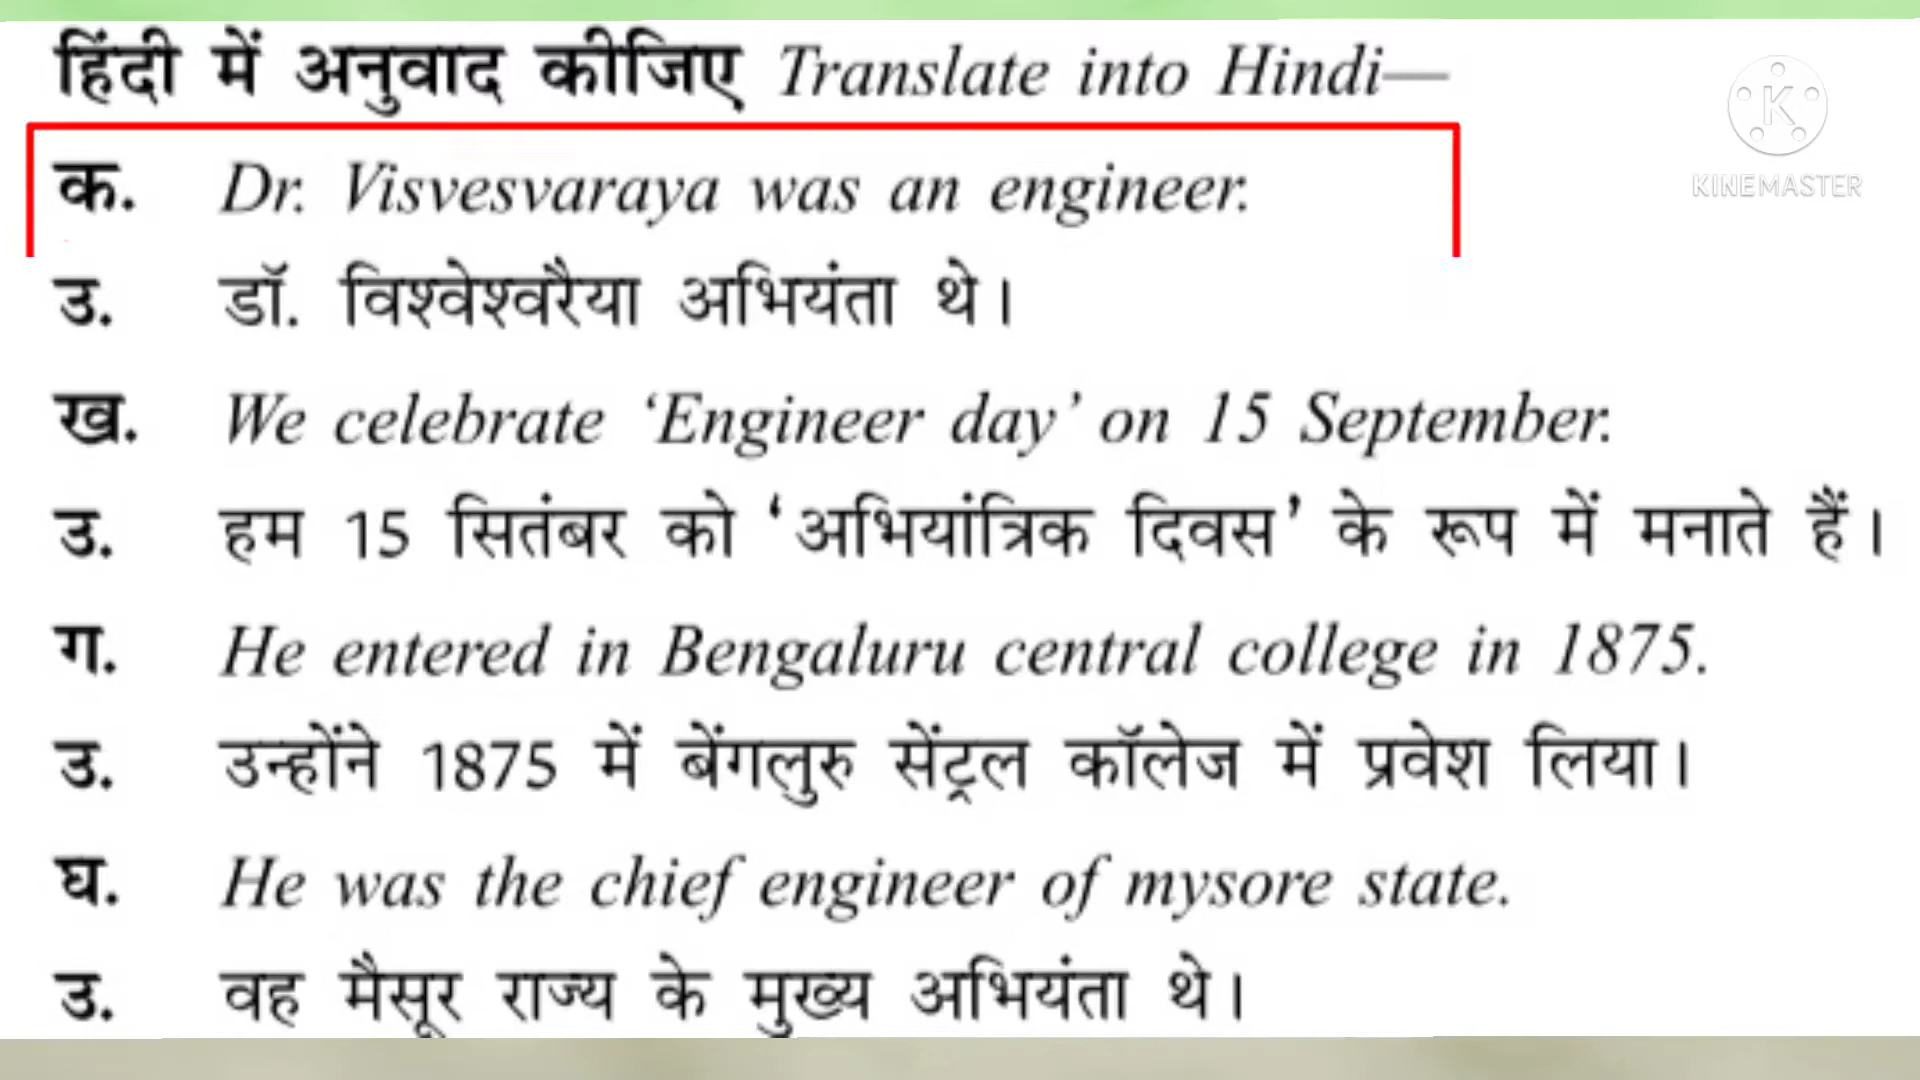 हिंदी में अनुवाद कीजिए Translate into Hindi—
क. Dr. Visvesvaraya was an engineer.
उ. डॉ. विश्वेश्वरैया अभियंता थे।
ख. We celebrate ‘Engineer day’ on 15 September.
उ. हम 15 सितंबर को ‘अभियांत्रिक दिवस’ के रूप में मनाते हैं।
ग. He entered in Bengaluru central college in 1875.
उ. उन्होंने 1875 में बेंगलुरु सेंट्रल कॉलेज में प्रवेश लिया।
घ. He was the chief engineer of mysore state.
उ. वह मैसूर राज्य के मुख्य अभियंता थे।
K
KINEMASTER